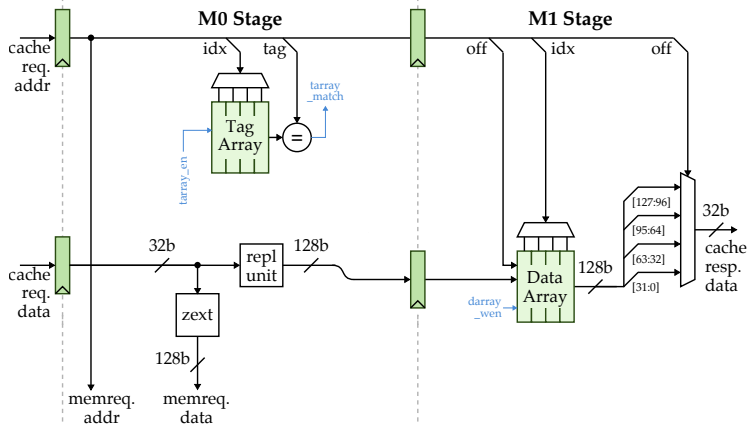 M0 Stage
M1 Stage
cache
req.
addr
idx
tag
off
idx
off
tarray
_match
Tag
Array
=
tarray_en
[127:96]
[95:64]
[63:32]
[31:0]
32b
cache
resp.
data
32b
repl
unit
128b
Data
Array
128b
cache
req.
data
zext
darray
_wen
128b
memreq.
addr
memreq.
data